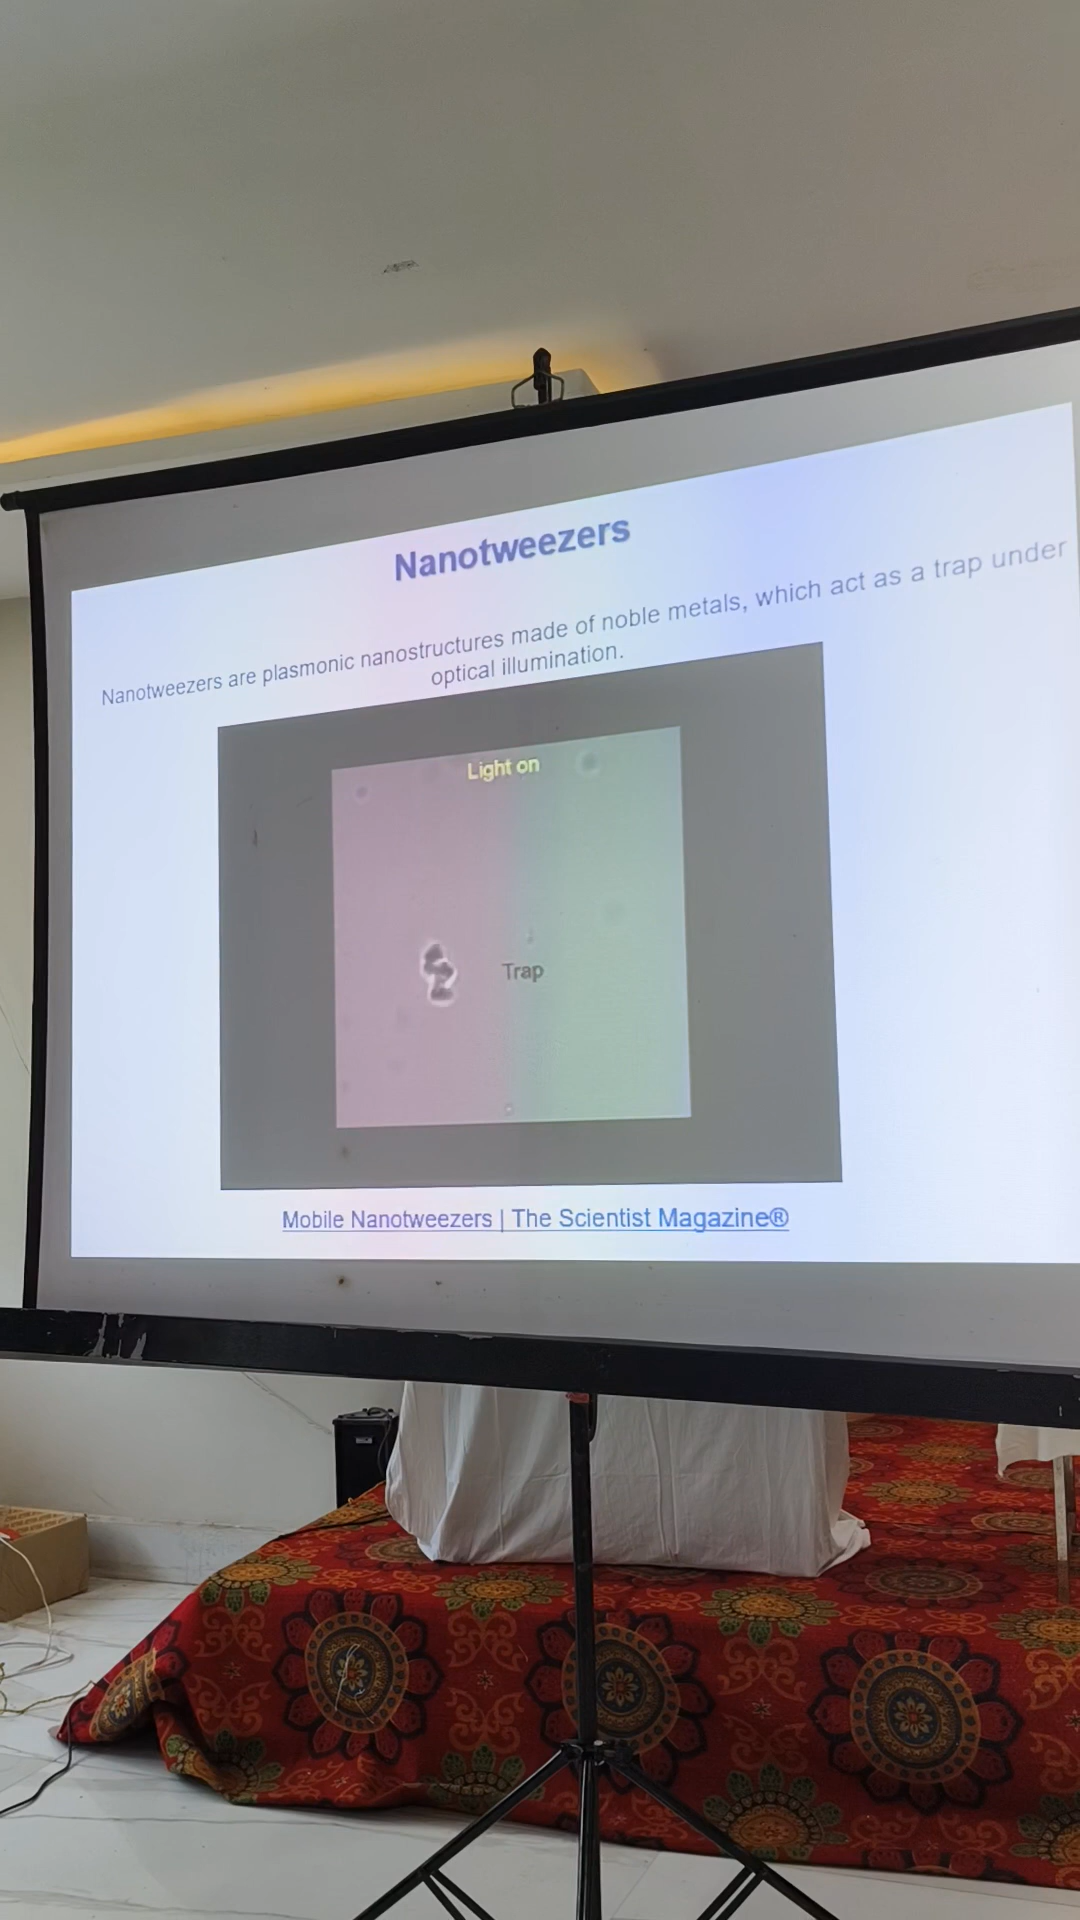 Nanotweezers
Nanotweezers are plasmonic nanostructures made of noble metals, which act as a trap under
optical illumination.
Light on
Trap
Mobile Nanotweezers | The Scientist Magazine®